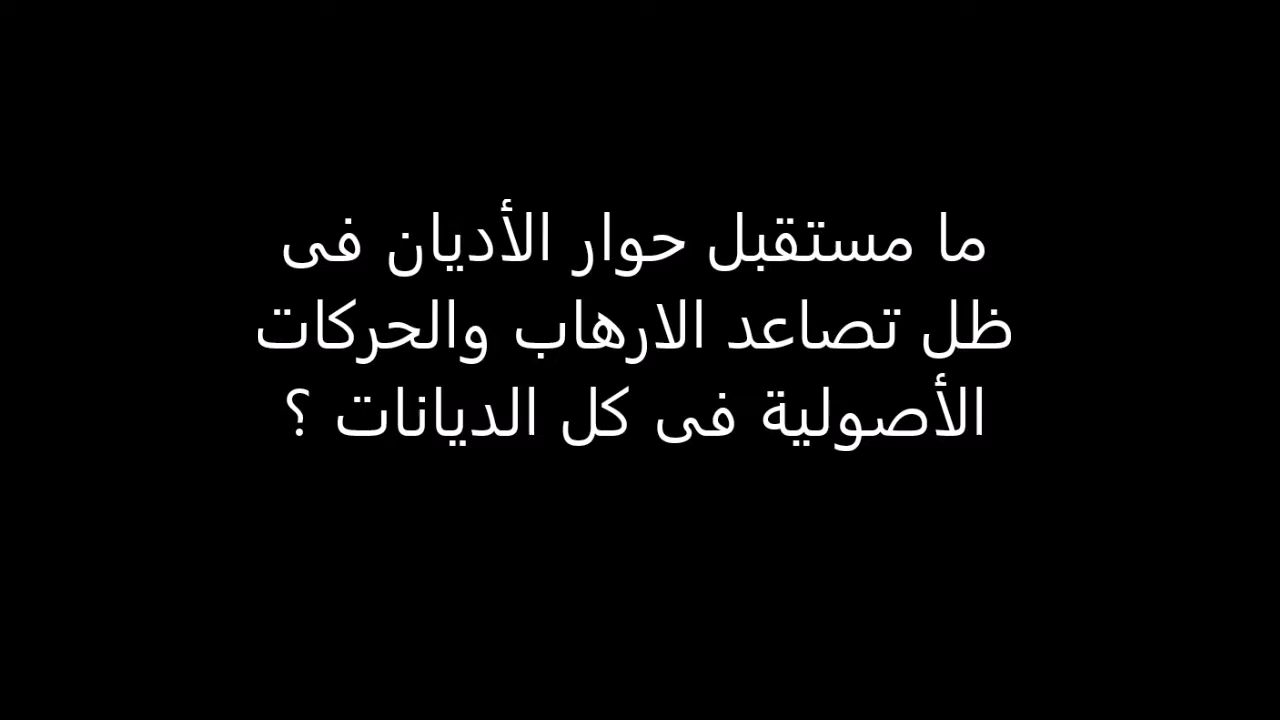 ما مستقبل حوار الأديان فى
ظل تصاعد الارهاب والحركات
الأصولية فى كل الديانات ؟